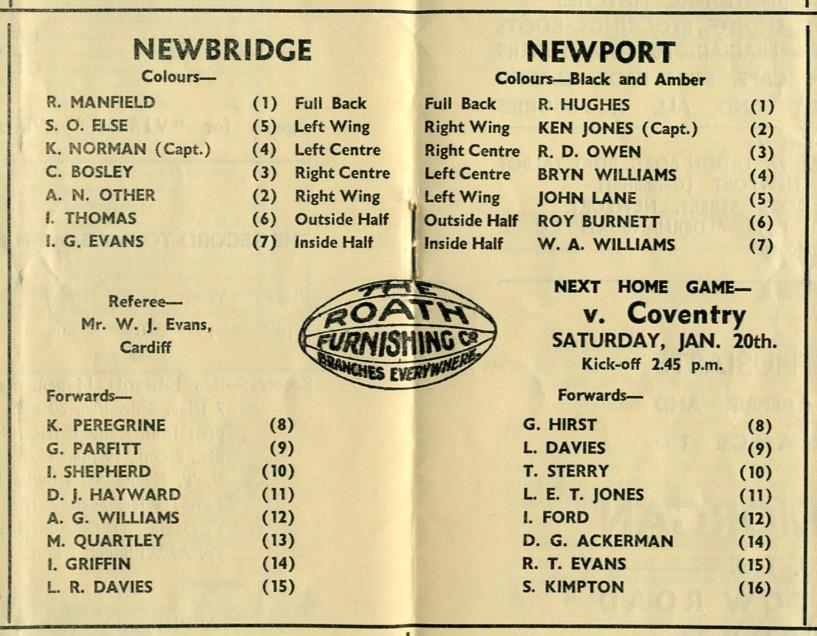 NEWBRIDGE
Colours—
R. MANFIELD (1) Full Back
S. O. ELSE (5) Left Wing
K. NORMAN (Capt.) (4) Left Centre
C. BOSLEY (3) Right Centre
A. N. OTHER (2) Right Wing
I. THOMAS (6) Outside Half
I. G. EVANS (7) Inside Half
Referee—
Mr. W. J. Evans,
Cardiff
Forwards—
K. PEREGRINE (8)
G. PARFITT (9)
I. SHEPHERD (10)
D. J. HAYWARD (11)
A. G. WILLIAMS (12)
M. QUARTLEY (13)
I. GRIFFIN (14)
L. R. DAVIES (15)
THE
ROATH
FURNISHING Co
BRANCHES EVERYWHERE.
NEWPORT
Colours—Black and Amber
Full Back R. HUGHES (1)
Right Wing KEN JONES (Capt.) (2)
Right Centre R. D. OWEN (3)
Left Centre BRYN WILLIAMS (4)
Left Wing JOHN LANE (5)
Outside Half ROY BURNETT (6)
Inside Half W. A. WILLIAMS (7)
NEXT HOME GAME—
v. Coventry
SATURDAY, JAN. 20th.
Kick-off 2.45 p.m.
Forwards—
G. HIRST (8)
L. DAVIES (9)
T. STERRY (10)
L. E. T. JONES (11)
I. FORD (12)
D. G. ACKERMAN (14)
R. T. EVANS (15)
S. KIMPTON (16)